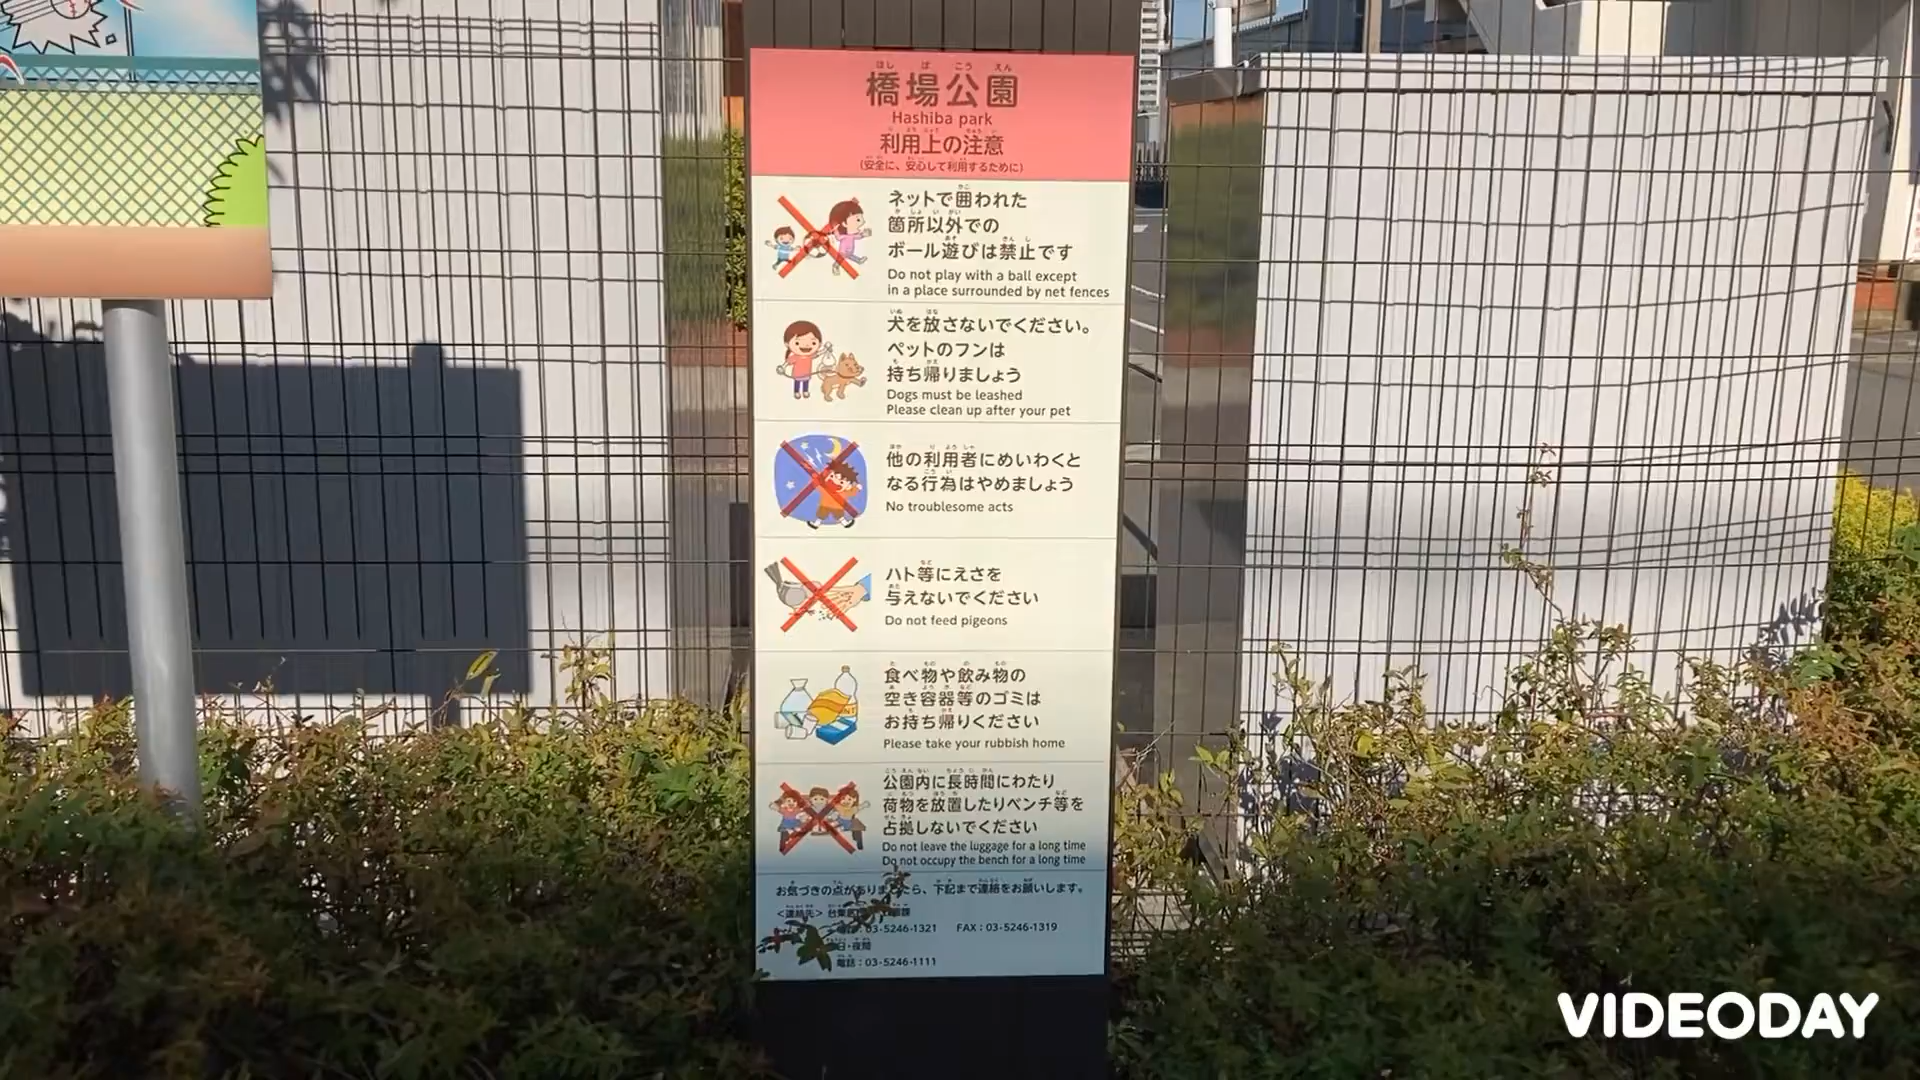 橋場公園
Hashiba park
利用上の注意
(安全に、安心して利用するために)
ネットで囲われた
箇所以外での
ボール遊びは禁止です
Do not play with a ball except
in a place surrounded by net fences
犬を放さないでください。
ペットのフンは
持ち帰りましょう
Dogs must be leashed
Please clean up after your pet
他の利用者にめいわくと
なる行為はやめましょう
No troublesome acts
ハト等にえさを
与えないでください
Do not feed pigeons
食べ物や飲み物の
空き容器等のゴミは
お持ち帰りください
Please take your rubbish home
公園内に長時間にわたり
荷物を放置したりベンチ等を
占拠しないでください
Do not leave the luggage for a long time
Do not occupy the bench for a long time
お気づきの点がありましたら、下記まで連絡をお願いします。
<連絡先> 台東区
03-5246-1321 FAX:03-5246-1319
日・夜間
電話:03-5246-1111
VIDEODAY